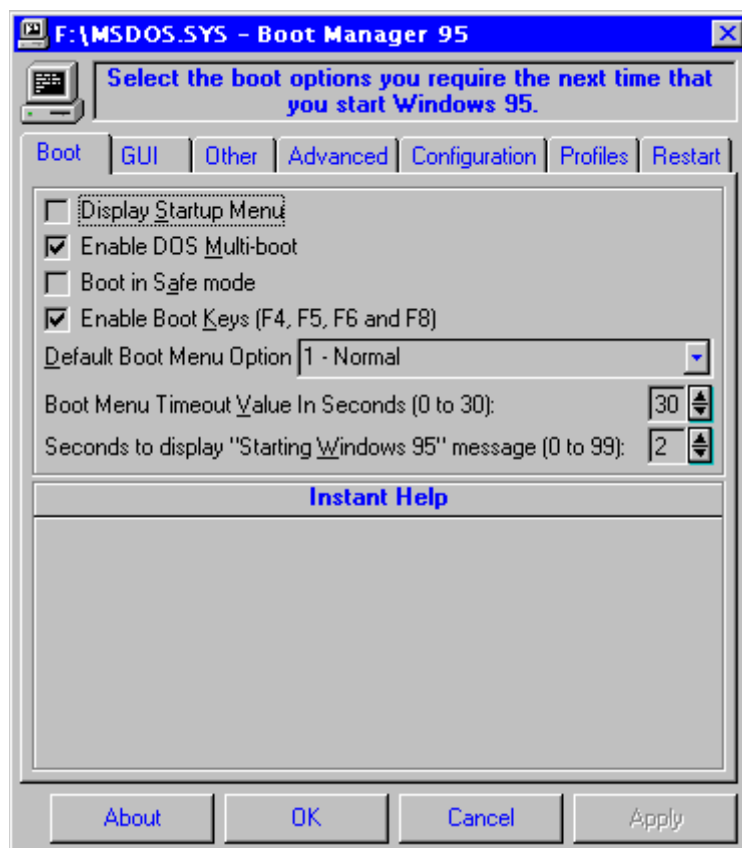 F:\MSDOS.SYS - Boot Manager 95
Select the boot options you require the next time that
you start Windows 95.
Boot GUI Other Advanced Configuration Profiles Restart
Display Startup Menu
Enable DOS Multi-boot
Boot in Safe mode
Enable Boot Keys (F4, F5, F6 and F8)
Default Boot Menu Option 1 - Normal
Boot Menu Timeout Value In Seconds (0 to 30): 30
Seconds to display "Starting Windows 95" message (0 to 99): 2
Instant Help
About OK Cancel Apply